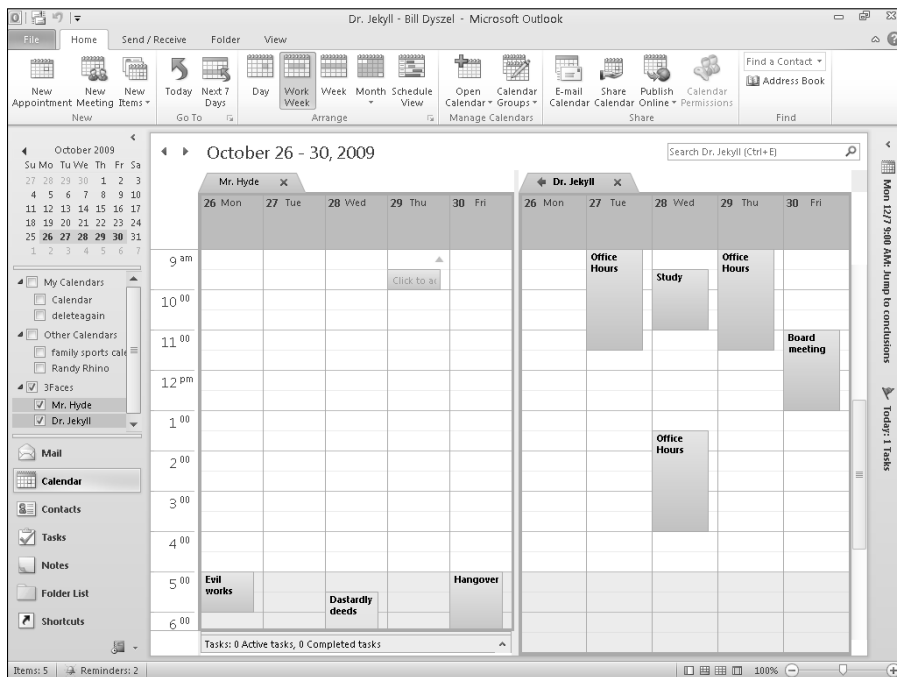 Dr. Jekyll - Bill Dyszel - Microsoft Outlook
File Home Send / Receive Folder View
New Appointment
New Meeting
New Items
Today
Next 7 Days
Day
Work Week
Week
Month
Schedule View
Open Calendar
Calendar Groups
E-mail Calendar
Share Calendar
Publish Online
Calendar Permissions
Find a Contact
Address Book
New Go To Arrange Manage Calendars Share Find
October 2009
Su Mo Tu We Th Fr Sa
27 28 29 30 1 2 3
4 5 6 7 8 9 10
11 12 13 14 15 16 17
18 19 20 21 22 23 24
25 26 27 28 29 30 31
1 2 3 4 5 6 7
My Calendars
Calendar
deleteagain
Other Calendars
family sports cale
Randy Rhino
3Faces
Mr. Hyde
Dr. Jekyll
Mail
Calendar
Contacts
Tasks
Notes
Folder List
Shortcuts
October 26 - 30, 2009
Search Dr. Jekyll (Ctrl+E)
Mr. Hyde
26 Mon 27 Tue 28 Wed 29 Thu 30 Fri
Dr. Jekyll
26 Mon 27 Tue 28 Wed 29 Thu 30 Fri
9 am
10 00
11 00
12 pm
1 00
2 00
3 00
4 00
5 00
6 00
Click to ad
Evil works
Dastardly deeds
Hangover
Office Hours
Study
Office Hours
Board meeting
Office Hours
Tasks: 0 Active tasks, 0 Completed tasks
Mon 12/7 9:00 AM: Jump to conclusions
Today: 1 Tasks
Items: 5 Reminders: 2
100%